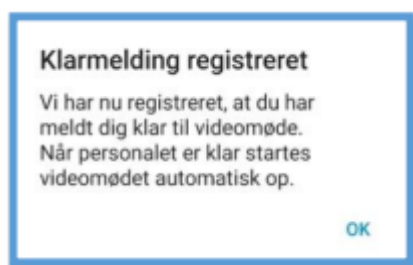 Klarmelding registreret
Vi har nu registreret, at du har
meldt dig klar til videomøde.
Når personalet er klar startes
videomødet automatisk op.
OK